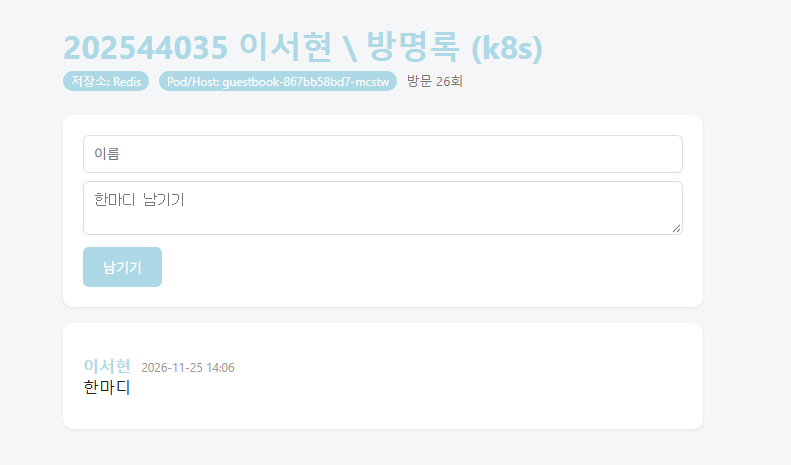 202544035 이서현 \ 방명록 (k8s)
저장소: Redis Pod/Host: guestbook-867bb58bd7-mcstw 방문 26회
이름
한마디 남기기
남기기
이서현 2026-11-25 14:06
한마디